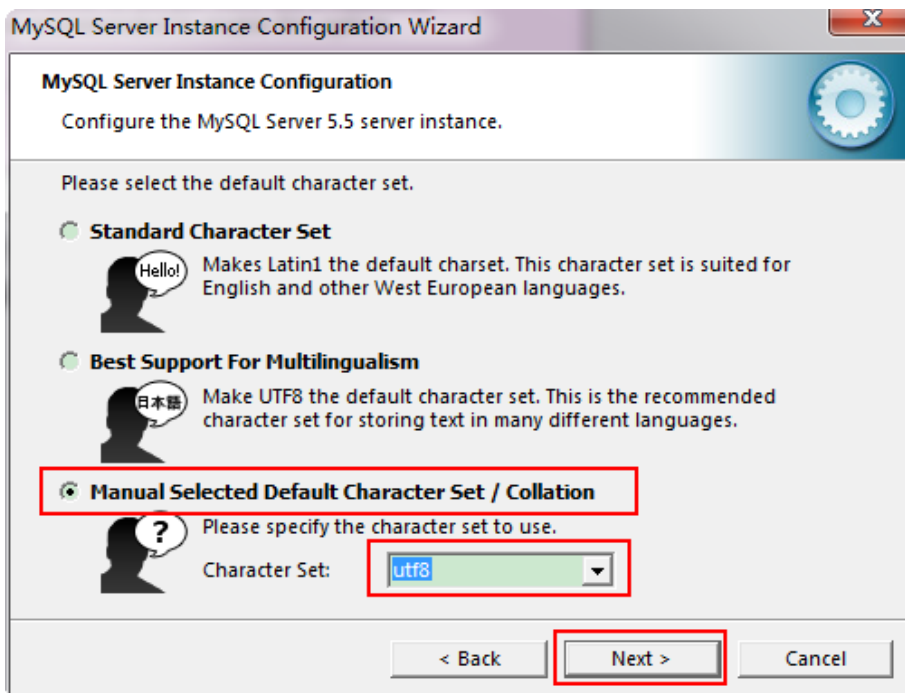 MySQL Server Instance Configuration Wizard
MySQL Server Instance Configuration
Configure the MySQL Server 5.5 server instance.
Please select the default character set.
Standard Character Set
Hello!
Makes Latin1 the default charset. This character set is suited for
English and other West European languages.
Best Support For Multilingualism
日本語
Make UTF8 the default character set. This is the recommended
character set for storing text in many different languages.
Manual Selected Default Character Set / Collation
?
Please specify the character set to use.
Character Set: utf8
< Back Next > Cancel